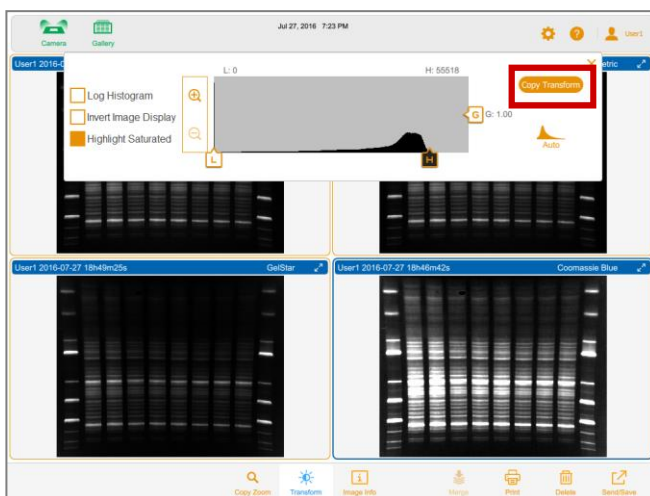 Jul 27, 2016 7:23 PM
Camera
Gallery
User1
User1 2016-0
etric
L: 0
H: 55518
Log Histogram
Invert Image Display
Highlight Saturated
Copy Transform
G
G: 1.00
Auto
L
H
User1 2016-07-27 18h49m25s
GelStar
User1 2016-07-27 18h46m42s
Coomassie Blue
Copy Zoom
Transform
Image Info
Merge
Print
Delete
Send/Save